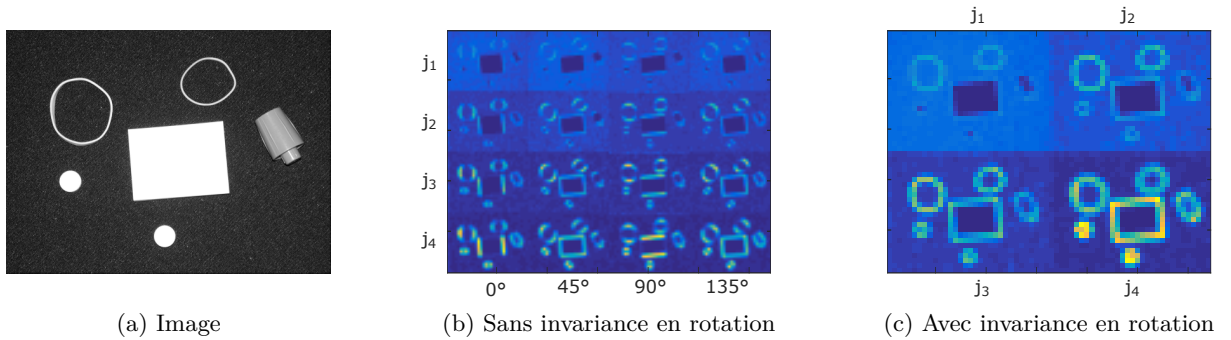 j1 j2
j1
j2
j3
j4
0° 45° 90° 135°
j3 j4
(a) Image
(b) Sans invariance en rotation
(c) Avec invariance en rotation